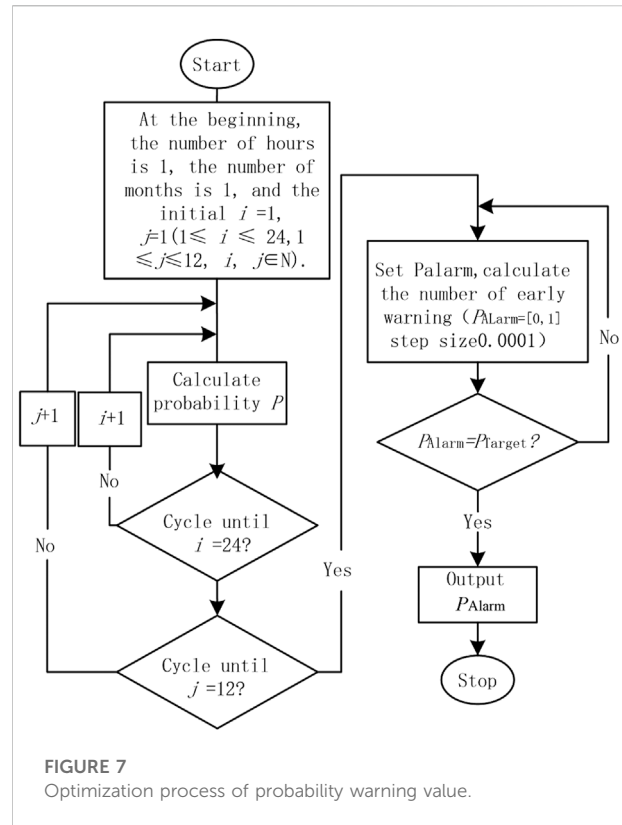 Start
At the beginning,
the number of hours
is 1, the number of
months is 1, and the
initial i =1,
j=1(1≤ i ≤ 24,1
≤j≤12, i, j∈N).
Calculate
probability P
j+1
i+1
No
No
Cycle until
i =24?
Cycle until
j =12?
Yes
Set Palarm,calculate
the number of early
warning (PALarm=[0,1]
step size0.0001)
No
PAlarm=PTarget?
Yes
Output
PAlarm
Stop
FIGURE 7
Optimization process of probability warning value.